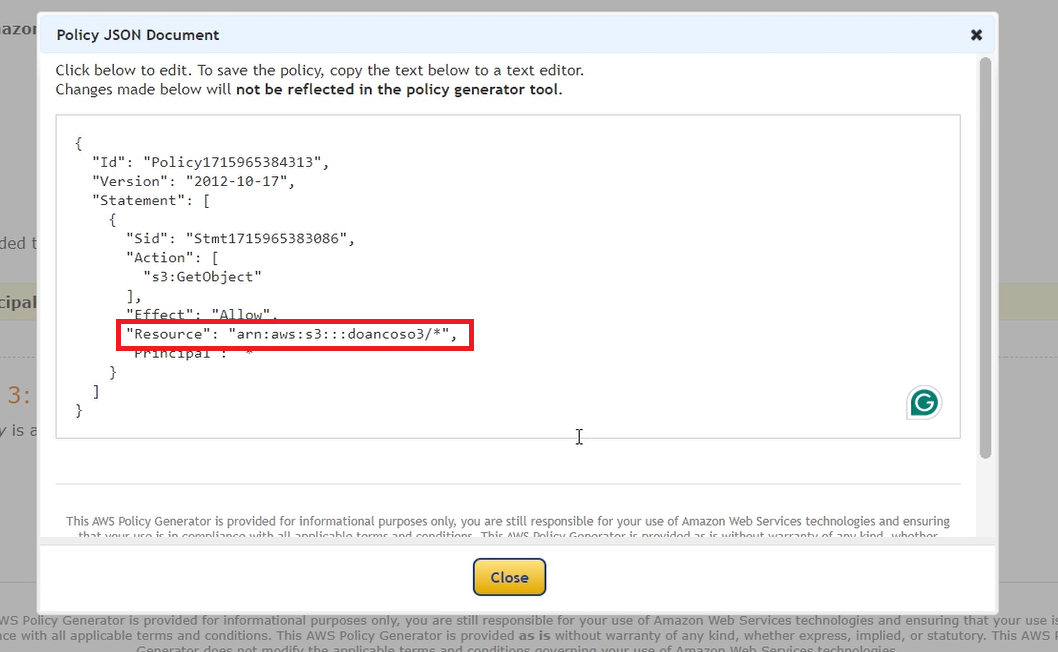 azon
Policy JSON Document
Click below to edit. To save the policy, copy the text below to a text editor.
Changes made below will not be reflected in the policy generator tool.
{
"Id": "Policy1715965384313",
"Version": "2012-10-17",
"Statement": [
{
"Sid": "Stmt1715965383086",
"Action": [
"s3:GetObject"
],
"Effect": "Allow",
"Resource": "arn:aws:s3:::doancoso3/*",
"Principal": "*"
}
]
}
ded t
cipal
3:
y is a
This AWS Policy Generator is provided for informational purposes only, you are still responsible for your use of Amazon Web Services technologies and ensuring
that your use is in compliance with all applicable terms and conditions. This AWS Policy Generator is provided as is without warranty of any kind, whether
Close
WS Policy Generator is provided for informational purposes only, you are still responsible for your use of Amazon Web Services technologies and ensuring that your use is
ce with all applicable terms and conditions. This AWS Policy Generator is provided as is without warranty of any kind, whether express, implied, or statutory. This AWS P
Generator does not modify the applicable terms and conditions governing your use of Amazon Web Services technologies.